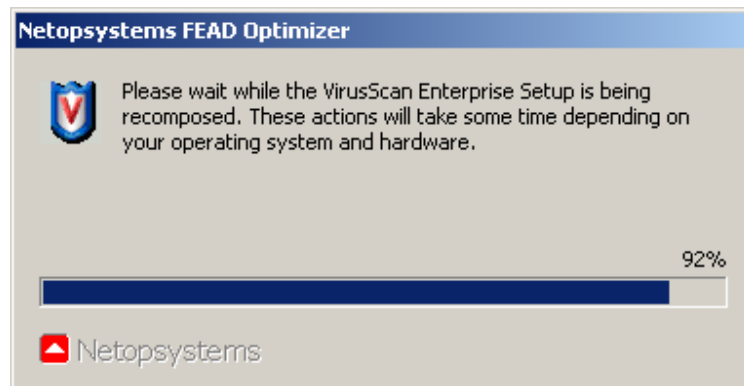 Netopsystems FEAD Optimizer
V
Please wait while the VirusScan Enterprise Setup is being
recomposed. These actions will take some time depending on
your operating system and hardware.
92%
Netopsystems